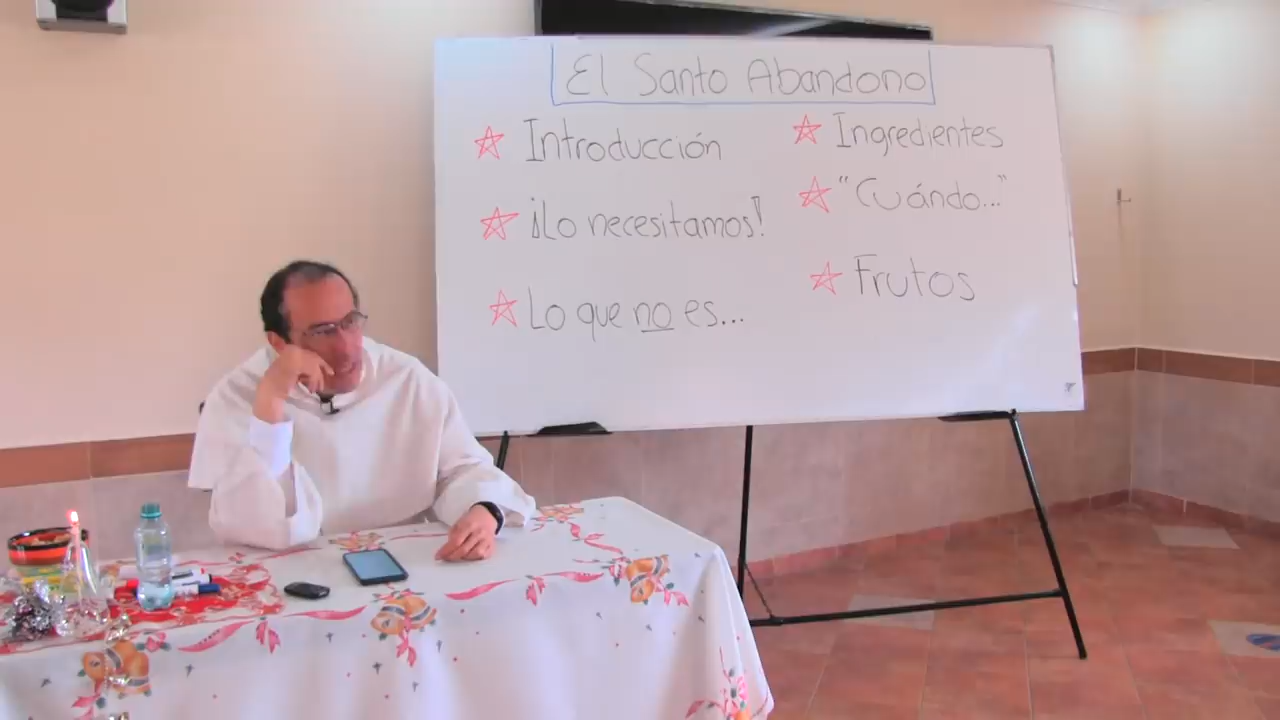 El Santo Abandono
Introducción
¡Lo necesitamos!
Lo que no es...
Ingredientes
"Cuándo..."
Frutos